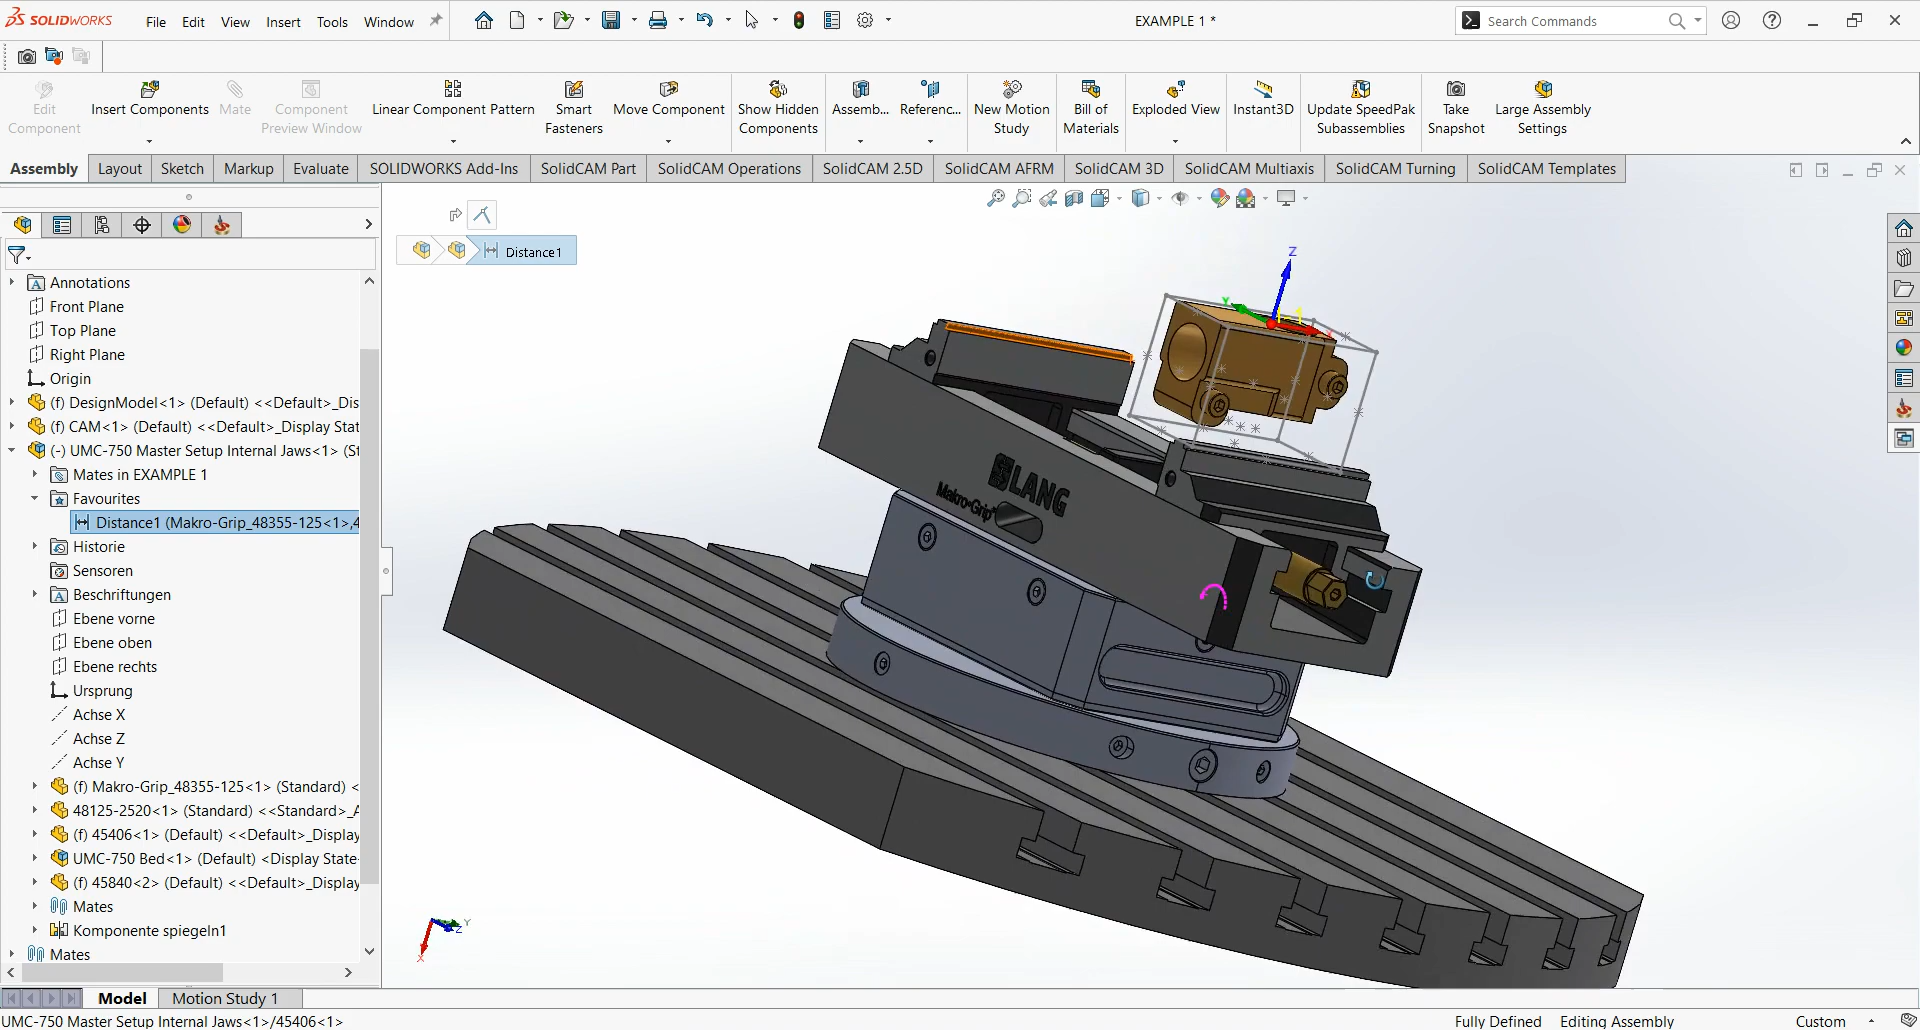 SOLIDWORKS File Edit View Insert Tools Window EXAMPLE 1 * Search Commands
Edit Component
Insert Components
Mate
Component Preview Window
Linear Component Pattern
Smart Fasteners
Move Component
Show Hidden Components
Assemb...
Referenc...
New Motion Study
Bill of Materials
Exploded View
Instant3D
Update SpeedPak Subassemblies
Take Snapshot
Large Assembly Settings
Assembly Layout Sketch Markup Evaluate SOLIDWORKS Add-Ins SolidCAM Part SolidCAM Operations SolidCAM 2.5D SolidCAM AFRM SolidCAM 3D SolidCAM Multiaxis SolidCAM Turning SolidCAM Templates
Distance1
Annotations
Front Plane
Top Plane
Right Plane
Origin
(f) DesignModel<1> (Default) <<Default>_Dis
(f) CAM<1> (Default) <<Default>_Display Stat
(-) UMC-750 Master Setup Internal Jaws<1> (St
Mates in EXAMPLE 1
Favourites
Distance1 (Makro-Grip_48355-125<1>,4
Historie
Sensoren
Beschriftungen
Ebene vorne
Ebene oben
Ebene rechts
Ursprung
Achse X
Achse Z
Achse Y
(f) Makro-Grip_48355-125<1> (Standard) <
48125-2520<1> (Standard) <<Standard>_A
(f) 45406<1> (Default) <<Default>_Display
UMC-750 Bed<1> (Default) <Display State-
(f) 45840<2> (Default) <<Default>_Display
Mates
Komponente spiegeln1
Mates
Z
Y
X
LANG
Makro-Grip®
Y
Z
X
Model Motion Study 1
UMC-750 Master Setup Internal Jaws<1>/45406<1> Fully Defined Editing Assembly Custom